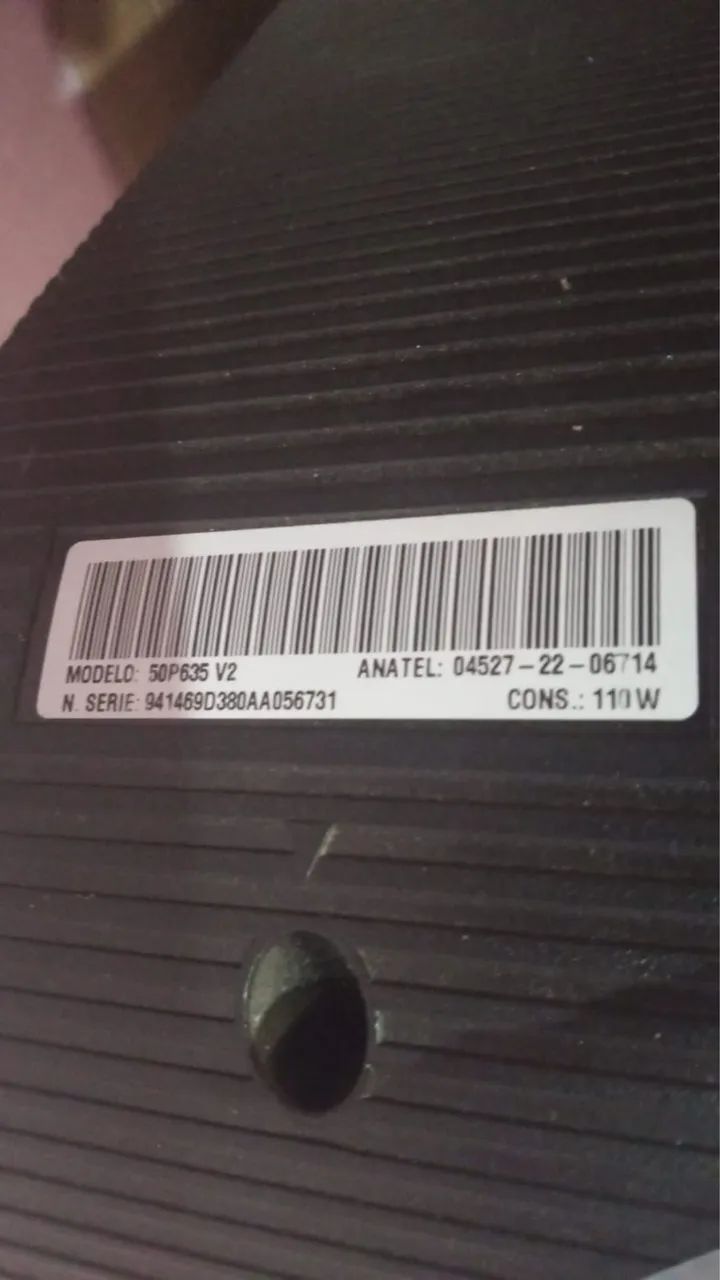 MODELO: 50P635 V2 ANATEL: 04527-22-06714
N. SERIE: 941469D380AA056731 CONS.: 110W